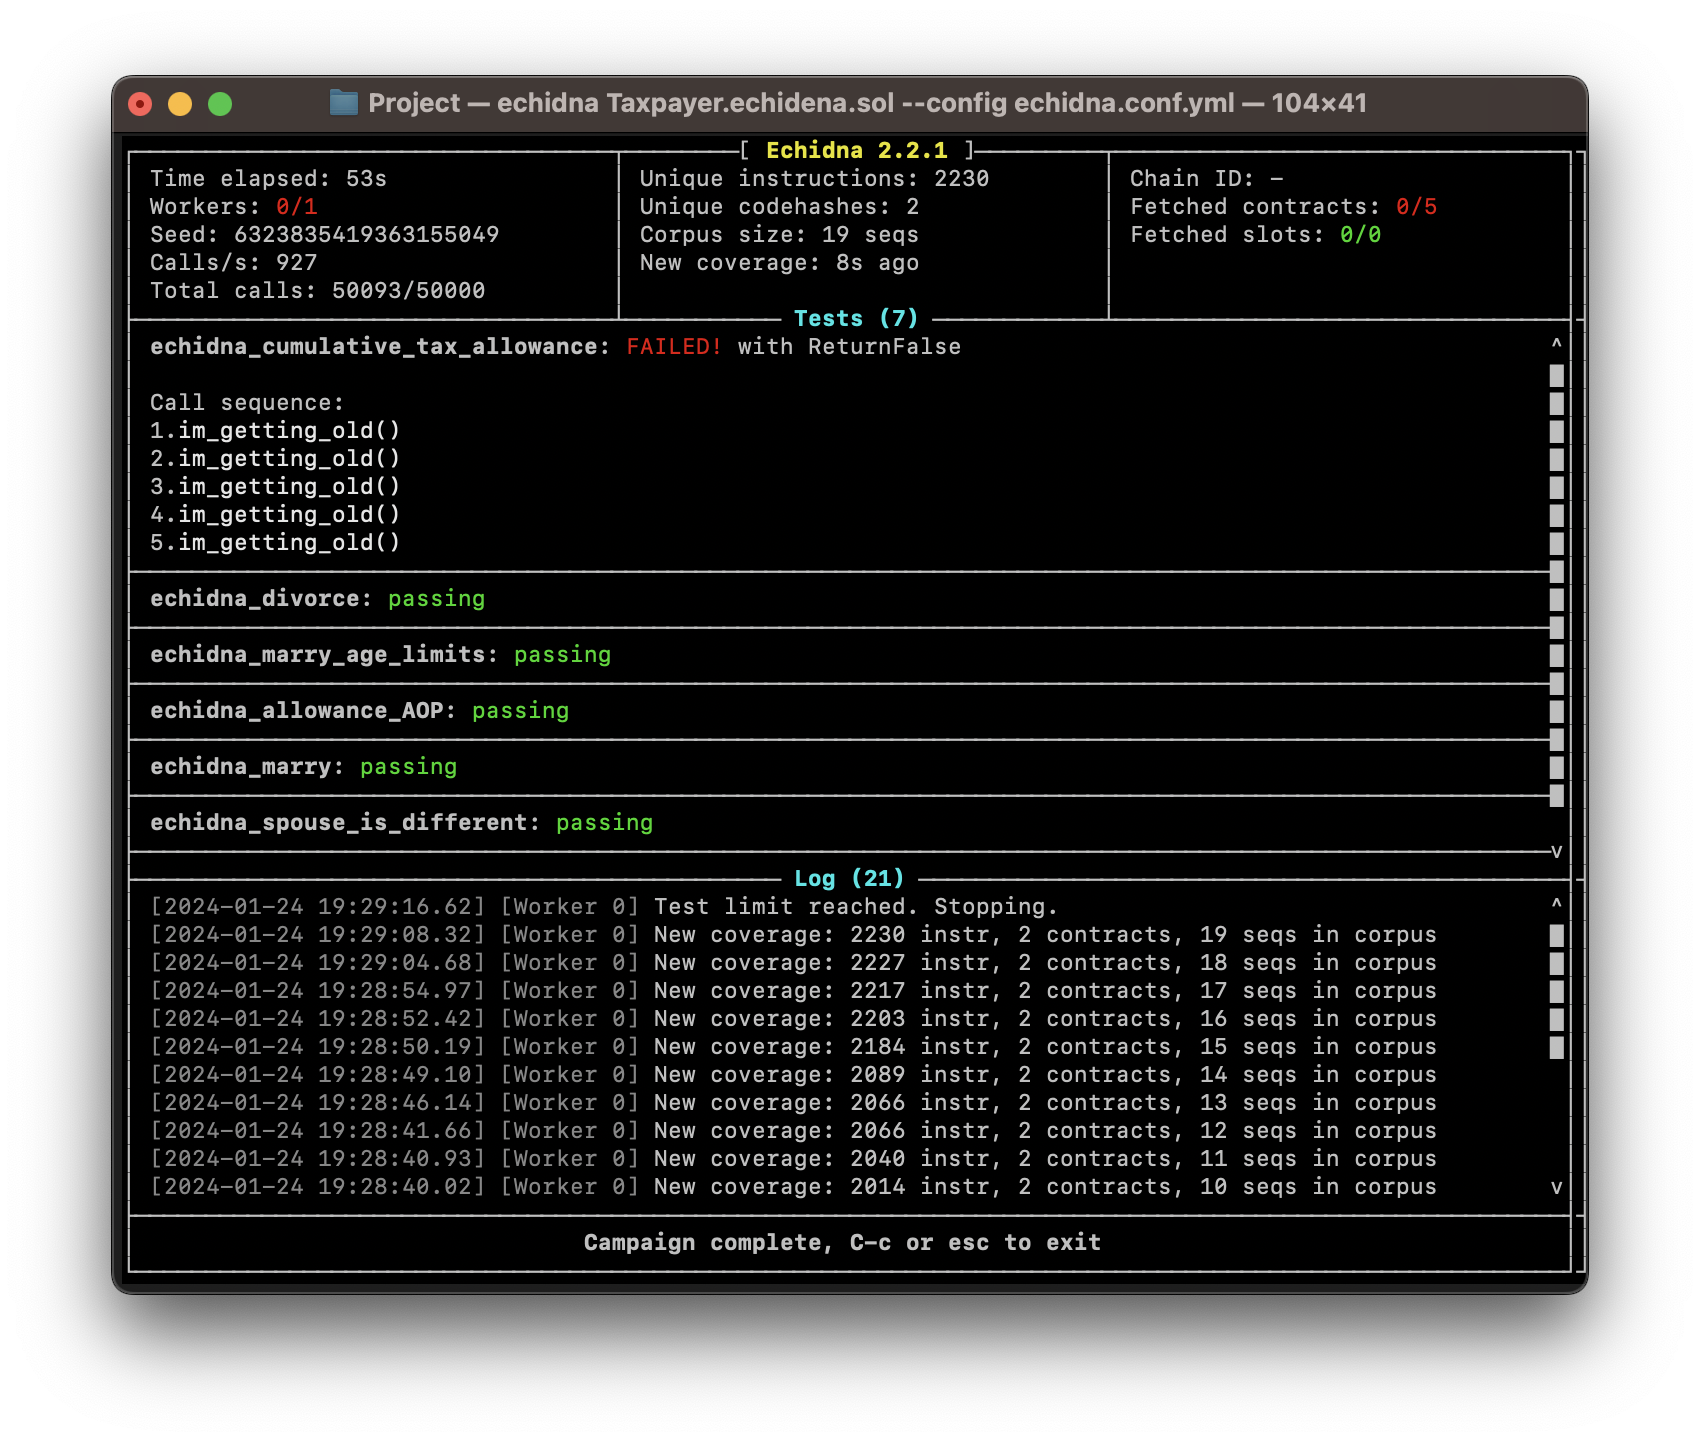 Project — echidna Taxpayer.echidena.sol --config echidna.conf.yml — 104×41
[ Echidna 2.2.1 ]
Time elapsed: 53s
Workers: 0/1
Seed: 6323835419363155049
Calls/s: 927
Total calls: 50093/50000
Unique instructions: 2230
Unique codehashes: 2
Corpus size: 19 seqs
New coverage: 8s ago
Chain ID: -
Fetched contracts: 0/5
Fetched slots: 0/0
Tests (7)
echidna_cumulative_tax_allowance: FAILED! with ReturnFalse
Call sequence:
1.im_getting_old()
2.im_getting_old()
3.im_getting_old()
4.im_getting_old()
5.im_getting_old()
echidna_divorce: passing
echidna_marry_age_limits: passing
echidna_allowance_AOP: passing
echidna_marry: passing
echidna_spouse_is_different: passing
Log (21)
[2024-01-24 19:29:16.62] [Worker 0] Test limit reached. Stopping.
[2024-01-24 19:29:08.32] [Worker 0] New coverage: 2230 instr, 2 contracts, 19 seqs in corpus
[2024-01-24 19:29:04.68] [Worker 0] New coverage: 2227 instr, 2 contracts, 18 seqs in corpus
[2024-01-24 19:28:54.97] [Worker 0] New coverage: 2217 instr, 2 contracts, 17 seqs in corpus
[2024-01-24 19:28:52.42] [Worker 0] New coverage: 2203 instr, 2 contracts, 16 seqs in corpus
[2024-01-24 19:28:50.19] [Worker 0] New coverage: 2184 instr, 2 contracts, 15 seqs in corpus
[2024-01-24 19:28:49.10] [Worker 0] New coverage: 2089 instr, 2 contracts, 14 seqs in corpus
[2024-01-24 19:28:46.14] [Worker 0] New coverage: 2066 instr, 2 contracts, 13 seqs in corpus
[2024-01-24 19:28:41.66] [Worker 0] New coverage: 2066 instr, 2 contracts, 12 seqs in corpus
[2024-01-24 19:28:40.93] [Worker 0] New coverage: 2040 instr, 2 contracts, 11 seqs in corpus
[2024-01-24 19:28:40.02] [Worker 0] New coverage: 2014 instr, 2 contracts, 10 seqs in corpus
Campaign complete, C-c or esc to exit